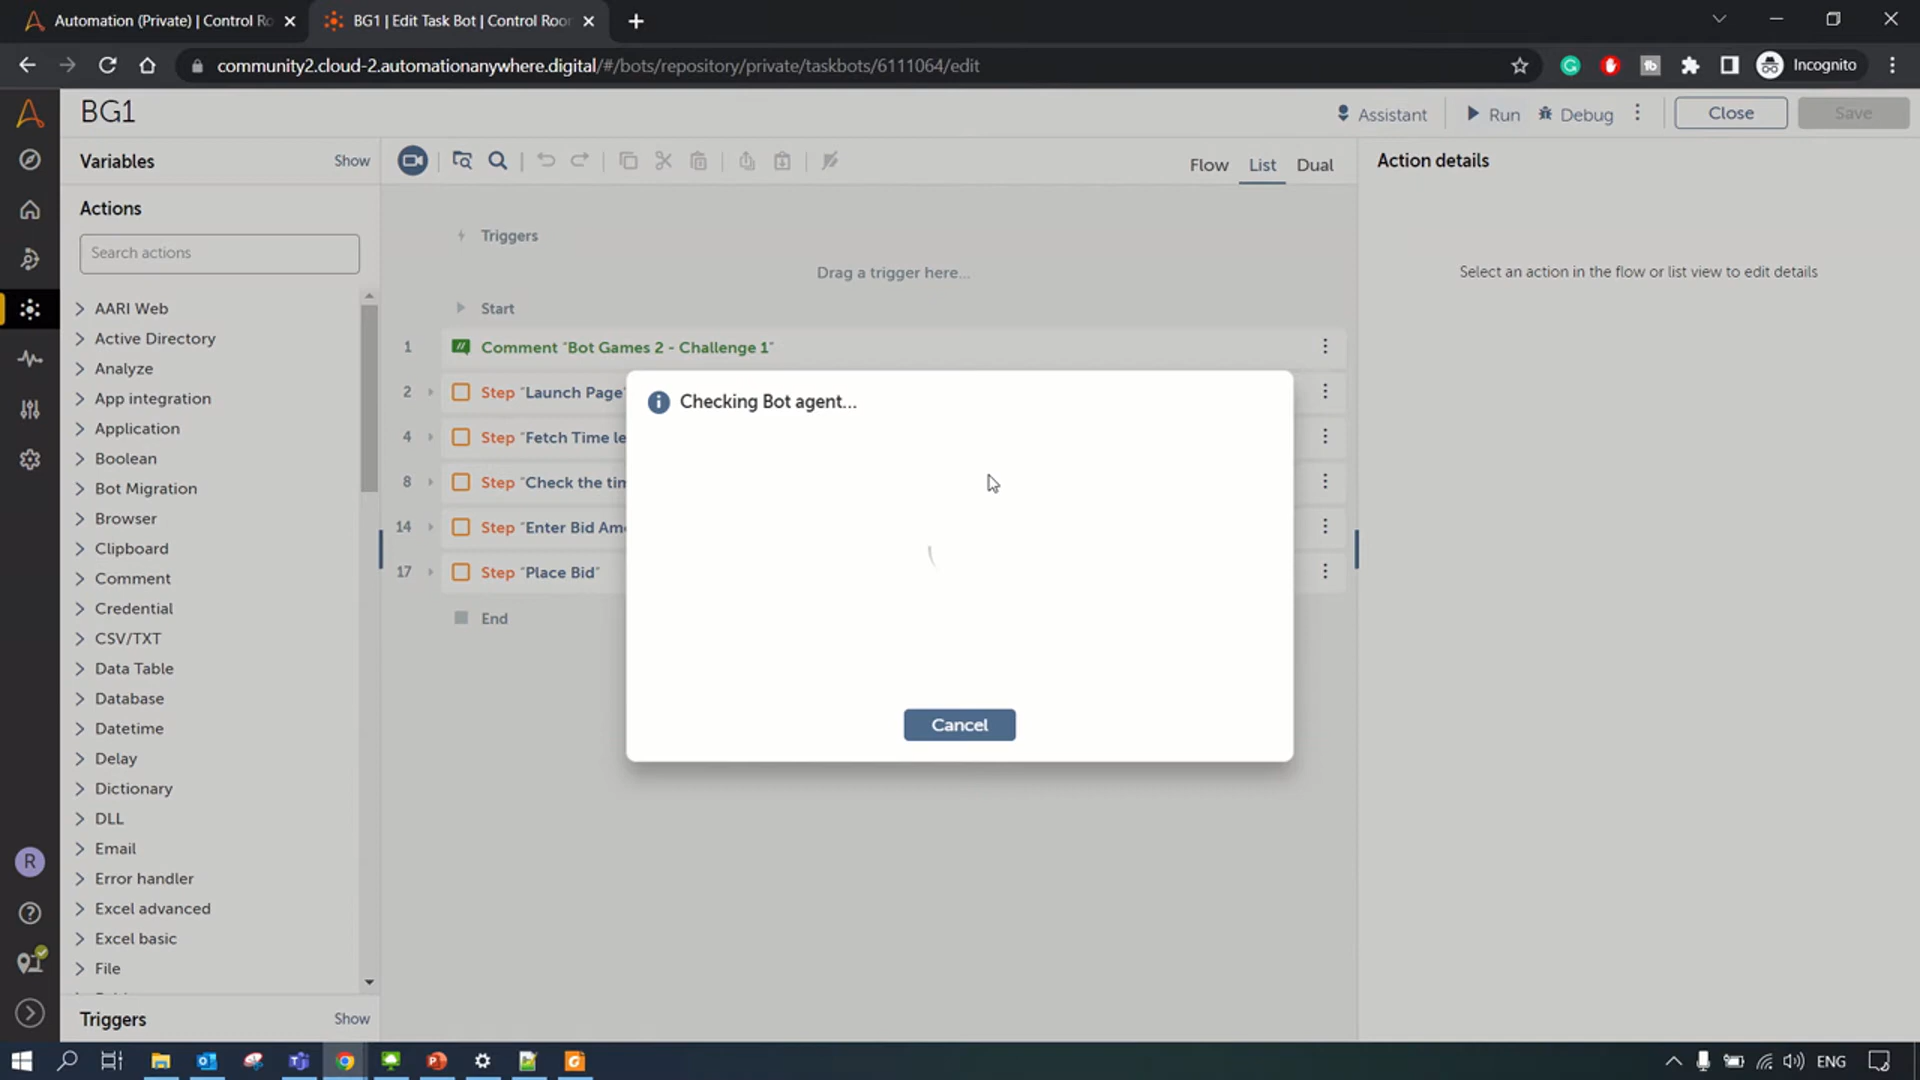 Automation (Private) | Control Ro
BG1 | Edit Task Bot | Control Roo
community2.cloud-2.automationanywhere.digital/#/bots/repository/private/taskbots/6111064/edit
Incognito
BG1
Assistant
Run
Debug
Close
Save
Variables
Show
Flow
List
Dual
Action details
Actions
Search actions
Select an action in the flow or list view to edit details
AARI Web
Active Directory
Analyze
App integration
Application
Boolean
Bot Migration
Browser
Clipboard
Comment
Credential
CSV/TXT
Data Table
Database
Datetime
Delay
Dictionary
DLL
Email
Error handler
Excel advanced
Excel basic
File
Triggers
Show
Triggers
Drag a trigger here...
Start
1 Comment "Bot Games 2 - Challenge 1"
2 Step "Launch Page"
4 Step "Fetch Time le
8 Step "Check the tim
14 Step "Enter Bid Am
17 Step "Place Bid"
End
Checking Bot agent...
Cancel
R
ENG